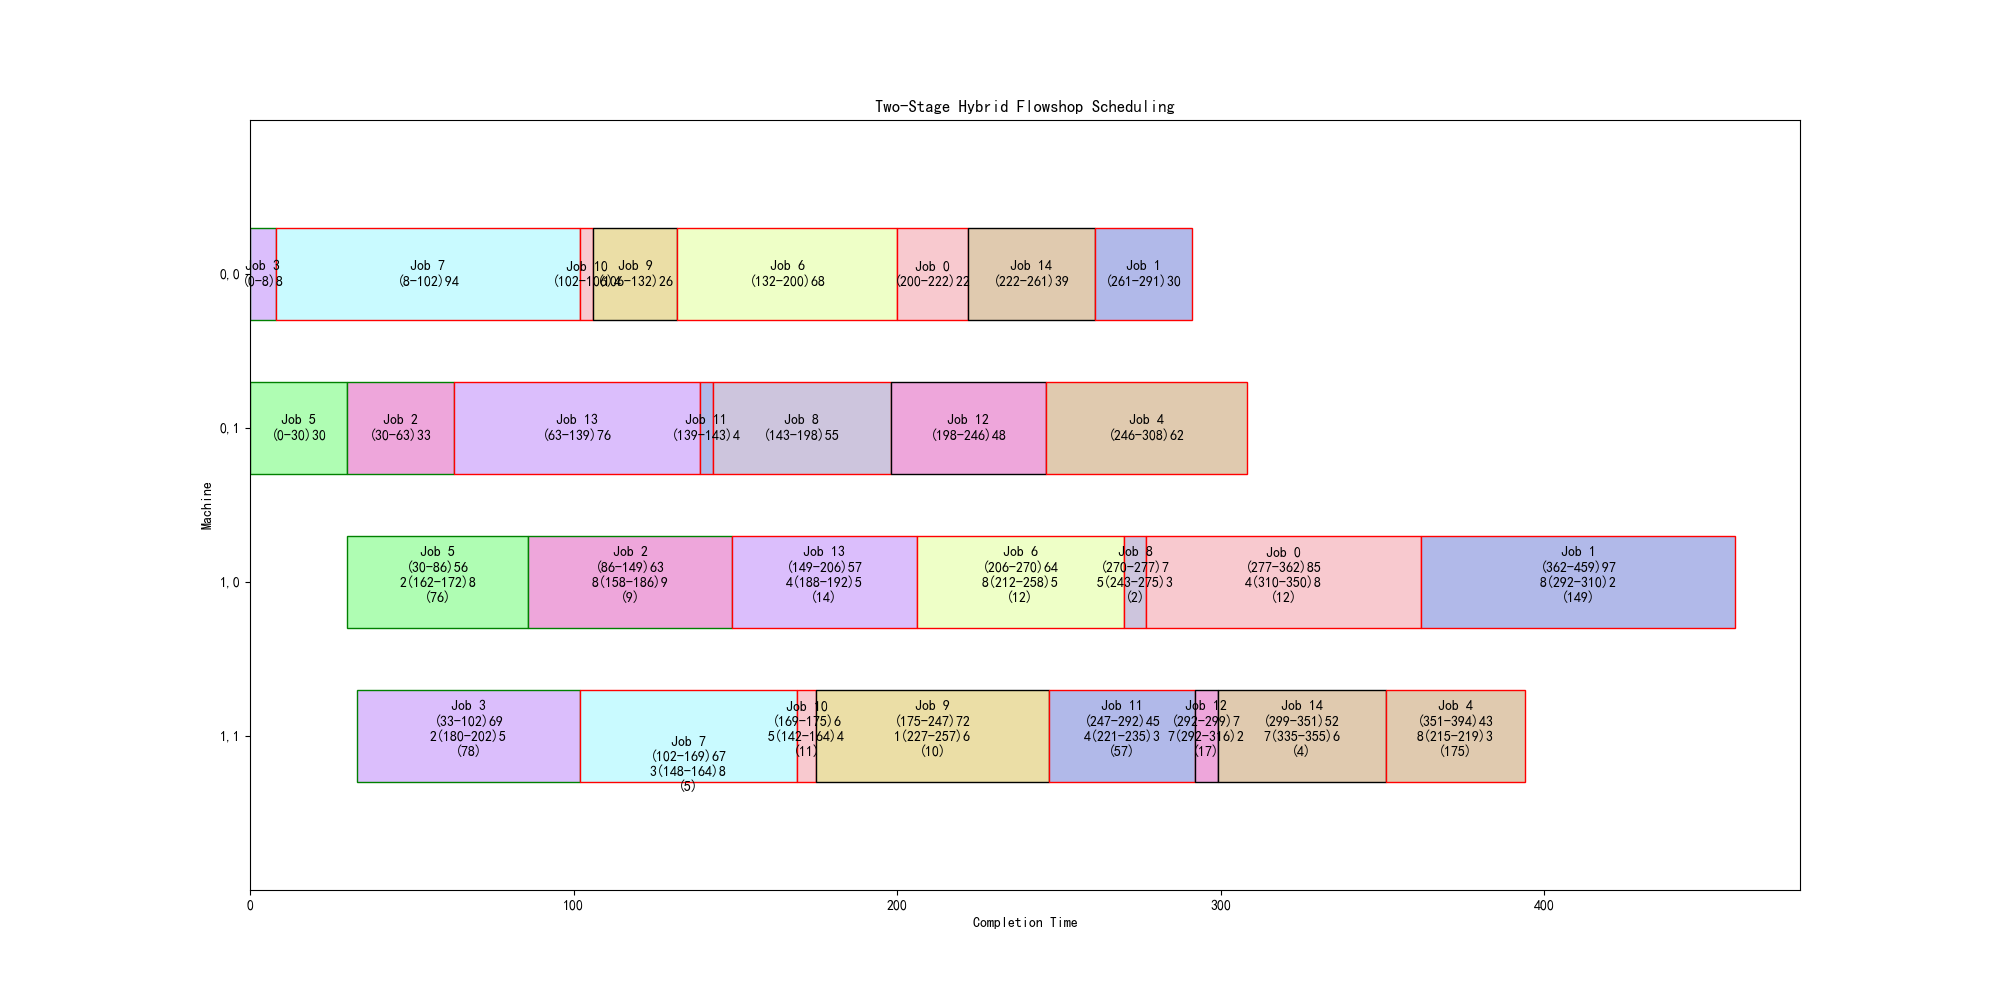 Two-Stage Hybrid Flowshop Scheduling
0,0
Job 3
(0-8)8
Job 7
(8-102)94
Job 10
(102-106)4
Job 9
(106-132)26
Job 6
(132-200)68
Job 0
(200-222)22
Job 14
(222-261)39
Job 1
(261-291)30
0,1
Job 5
(0-30)30
Job 2
(30-63)33
Job 13
(63-139)76
Job 11
(139-143)4
Job 8
(143-198)55
Job 12
(198-246)48
Job 4
(246-308)62
Machine
1,0
Job 5
(30-86)56
2(162-172)8
(76)
Job 2
(86-149)63
8(158-186)9
(9)
Job 13
(149-206)57
4(188-192)5
(14)
Job 6
(206-270)64
8(212-258)5
(12)
Job 8
(270-277)7
5(243-275)3
(2)
Job 0
(277-362)85
4(310-350)8
(12)
Job 1
(362-459)97
8(292-310)2
(149)
1,1
Job 3
(33-102)69
2(180-202)5
(78)
Job 7
(102-169)67
3(148-164)8
(5)
Job 10
(169-175)6
5(142-164)4
(11)
Job 9
(175-247)72
1(227-257)6
(10)
Job 11
(247-292)45
4(221-235)3
(57)
Job 12
(292-299)7
7(292-316)2
(17)
Job 14
(299-351)52
7(335-355)6
(4)
Job 4
(351-394)43
8(215-219)3
(175)
0
100
200
300
400
Completion Time